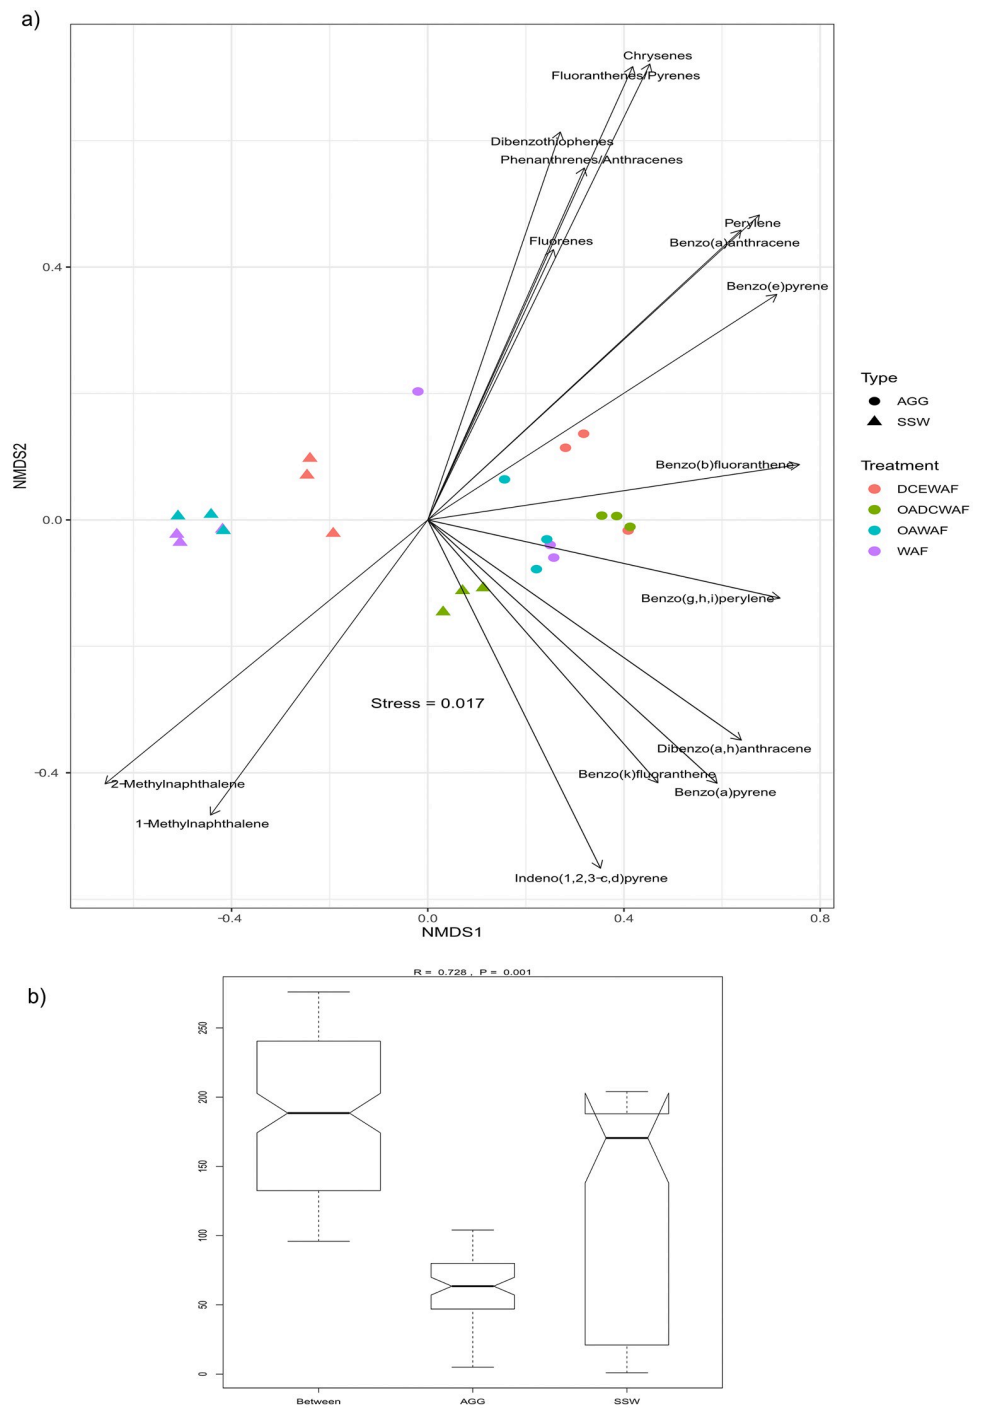 a)
Chrysenes
Fluoranthenes/Pyrenes
Dibenzothiophenes
Phenanthrenes/Anthracenes
Perylene
Fluorenes
Benzo(a)anthracene
0.4
Benzo(e)pyrene
Type
AGG
SSW
NMDS2
Benzo(b)fluoranthene
Treatment
DCEWAF
OADCWAF
0.0
OAWAF
WAF
Benzo(g,h,i)perylene
Stress = 0.017
Dibenzo(a,h)anthracene
-0.4
Benzo(k)fluoranthene
2-Methylnaphthalene
Benzo(a)pyrene
1-Methylnaphthalene
Indeno(1,2,3-c,d)pyrene
-0.4 0.0 0.4 0.8
NMDS1
b)
R = 0.728 , P = 0.001
250
200
150
100
50
0
Between AGG SSW